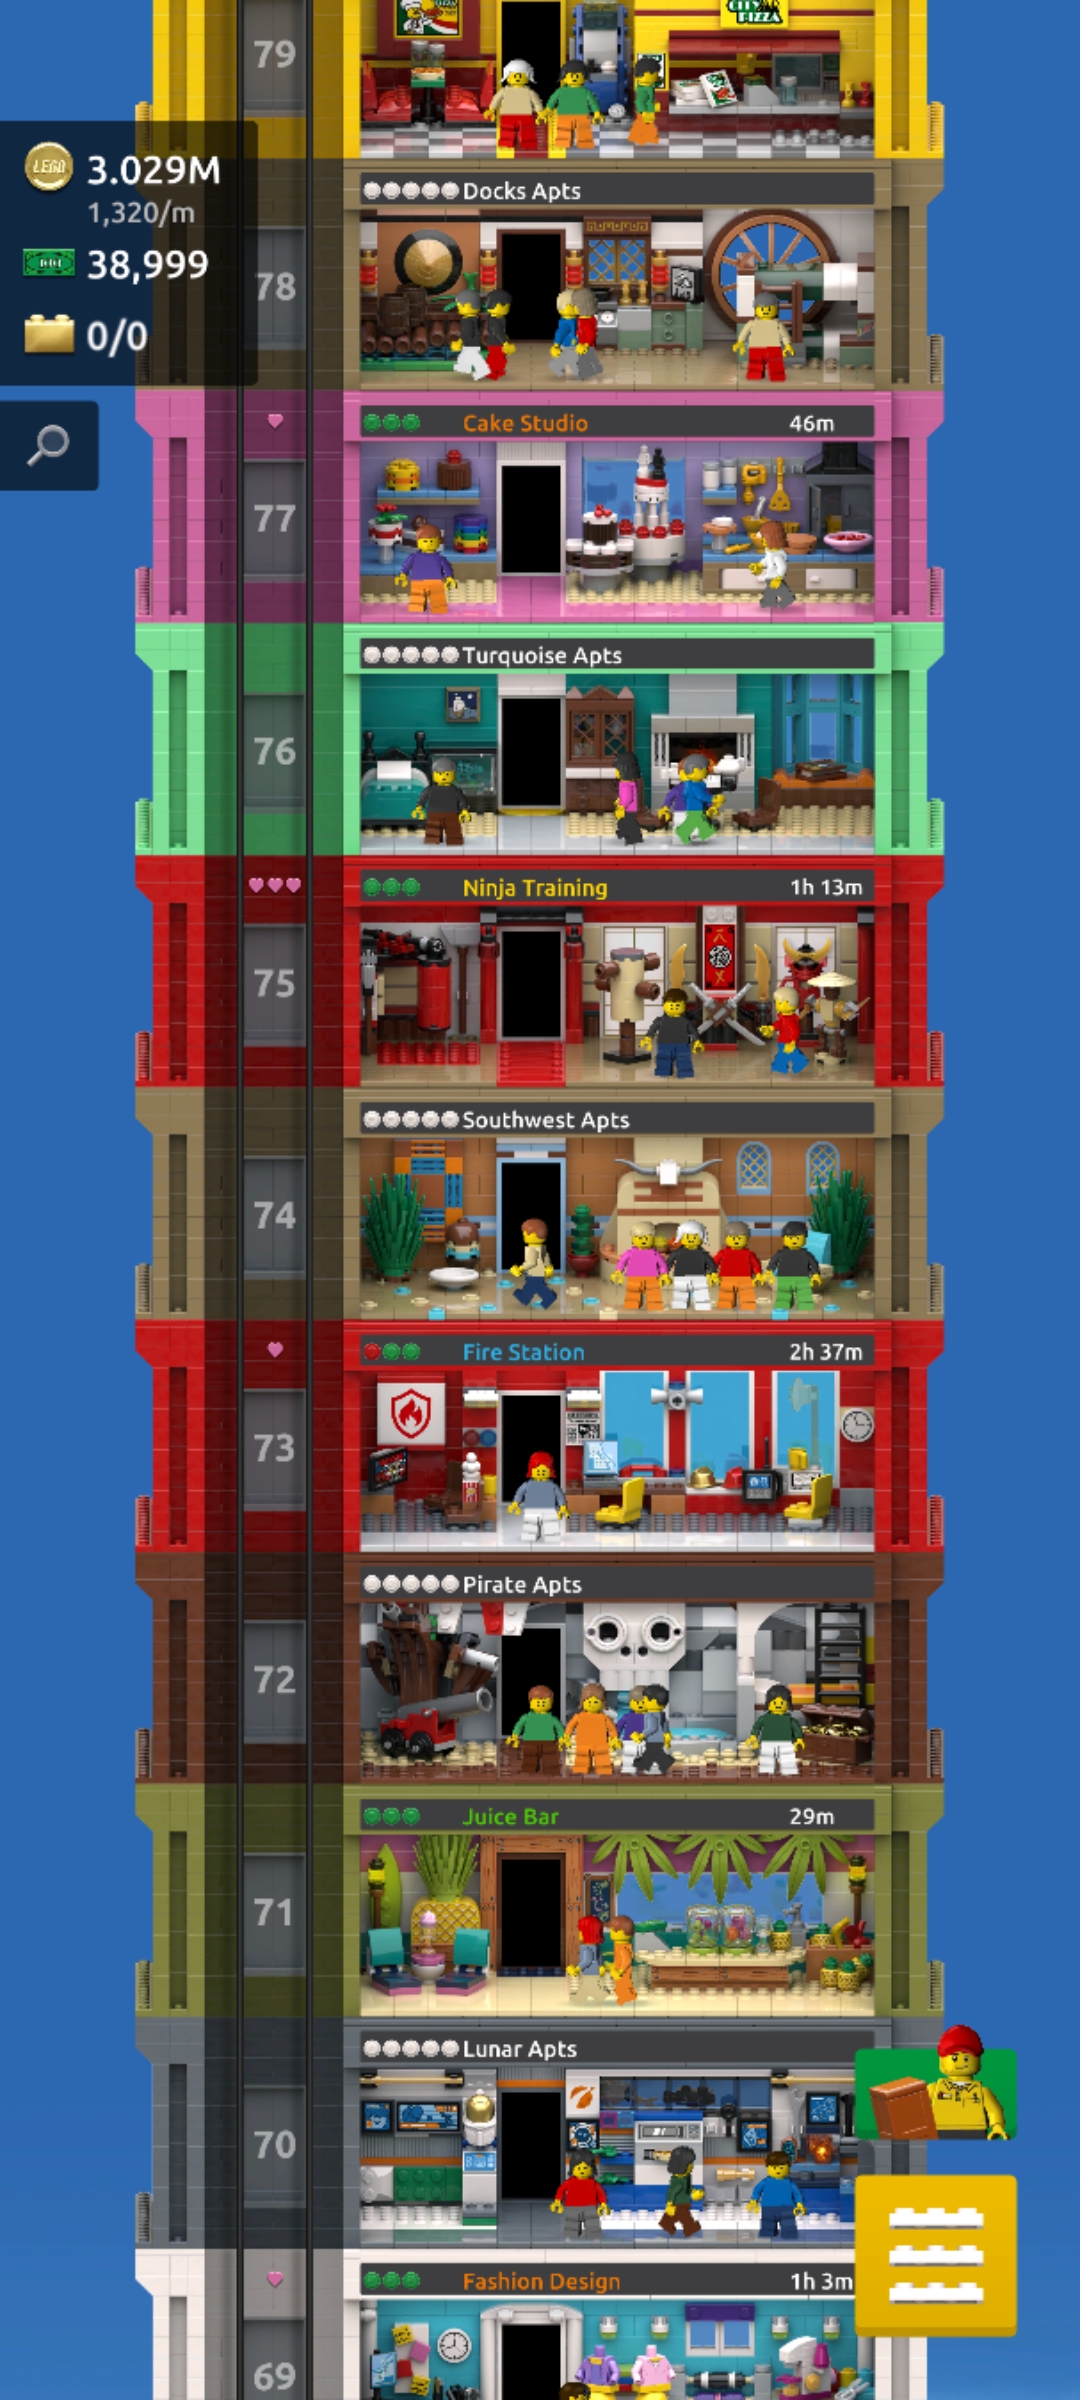 79
CITY
PIZZA
LEGO
3.029M
1,320/m
38,999
0/0
Docks Apts
78
Cake Studio 46m
77
Turquoise Apts
76
Ninja Training 1h 13m
75
Southwest Apts
74
Fire Station 2h 37m
73
Pirate Apts
72
Juice Bar 29m
71
Lunar Apts
70
Fashion Design 1h 3m
69